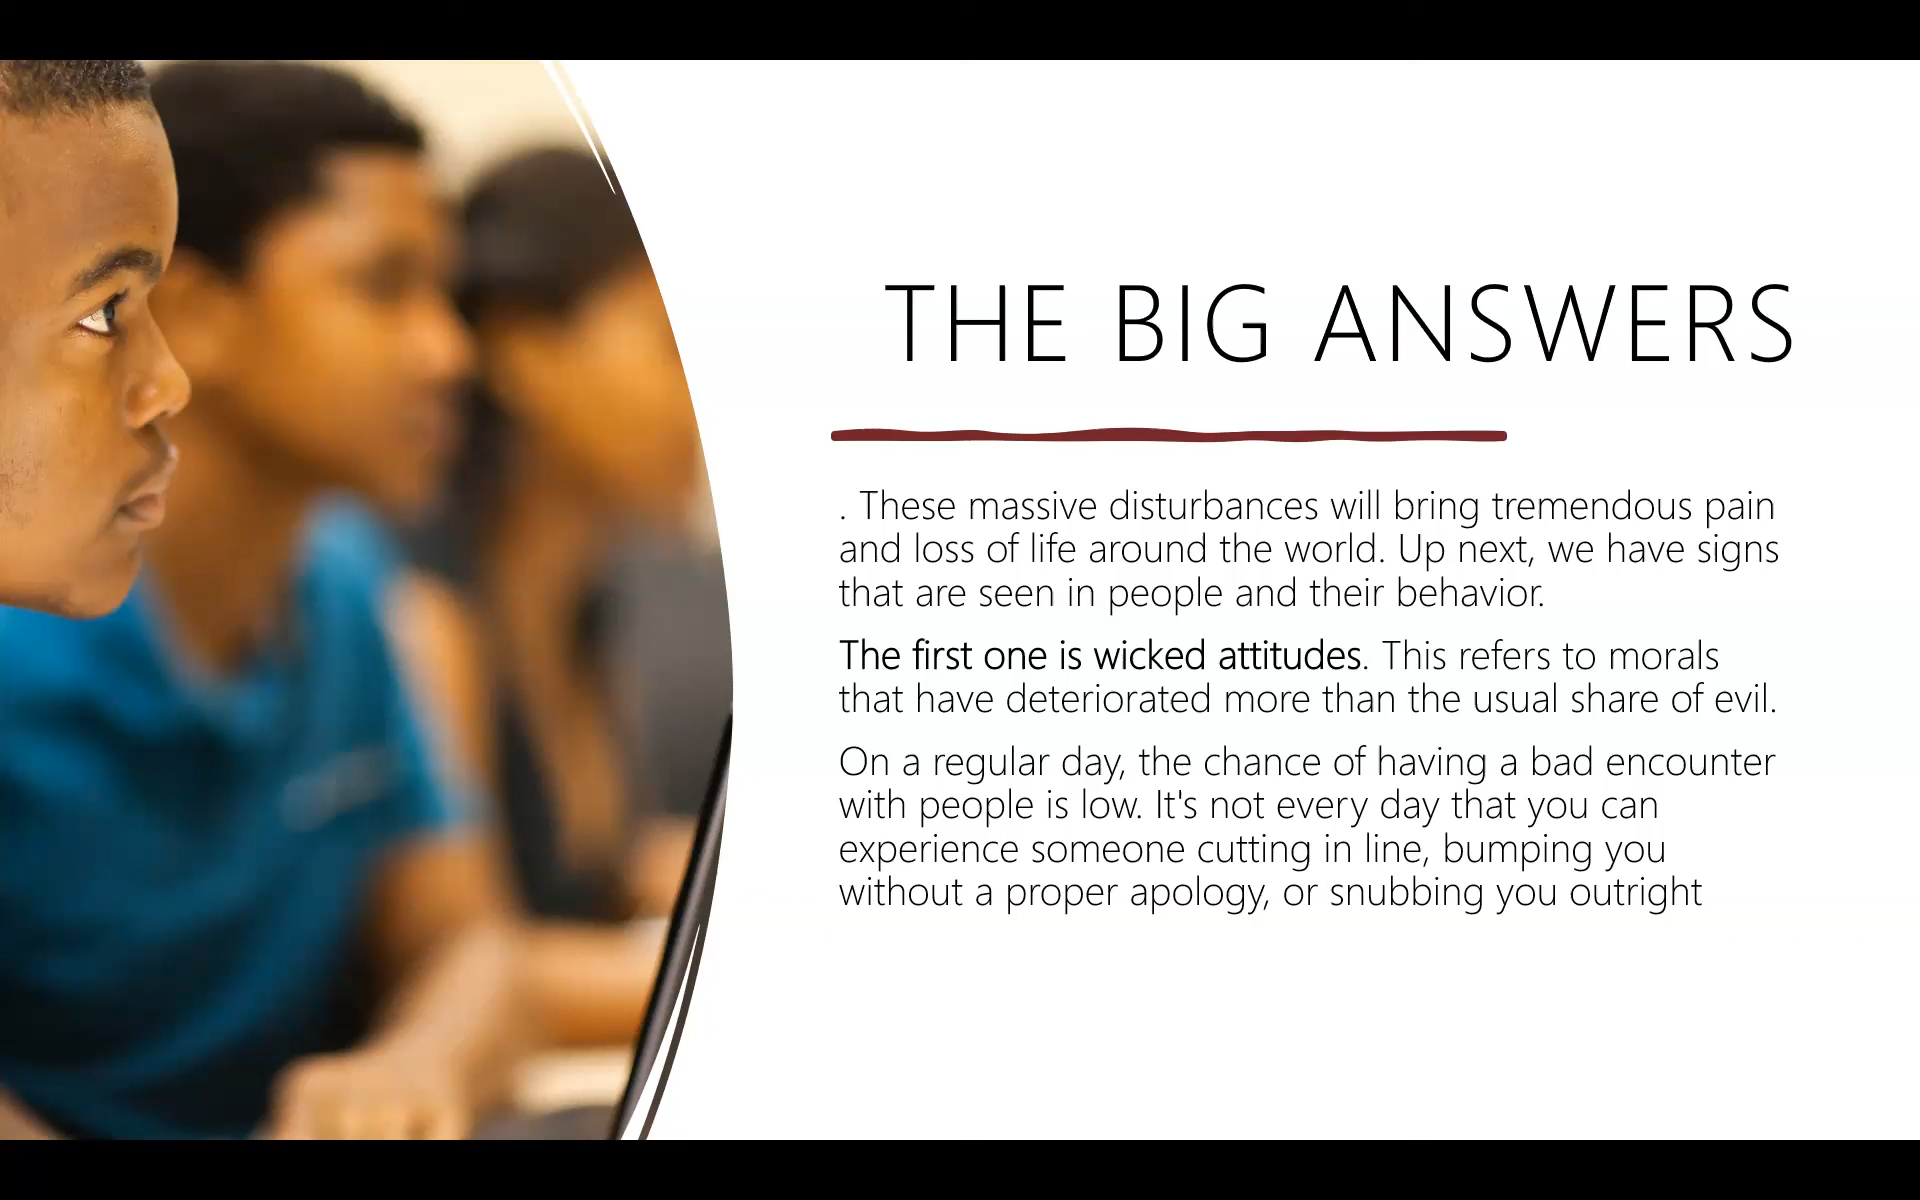 THE BIG ANSWERS
. These massive disturbances will bring tremendous pain
and loss of life around the world. Up next, we have signs
that are seen in people and their behavior.
The first one is wicked attitudes. This refers to morals
that have deteriorated more than the usual share of evil.
On a regular day, the chance of having a bad encounter
with people is low. It's not every day that you can
experience someone cutting in line, bumping you
without a proper apology, or snubbing you outright